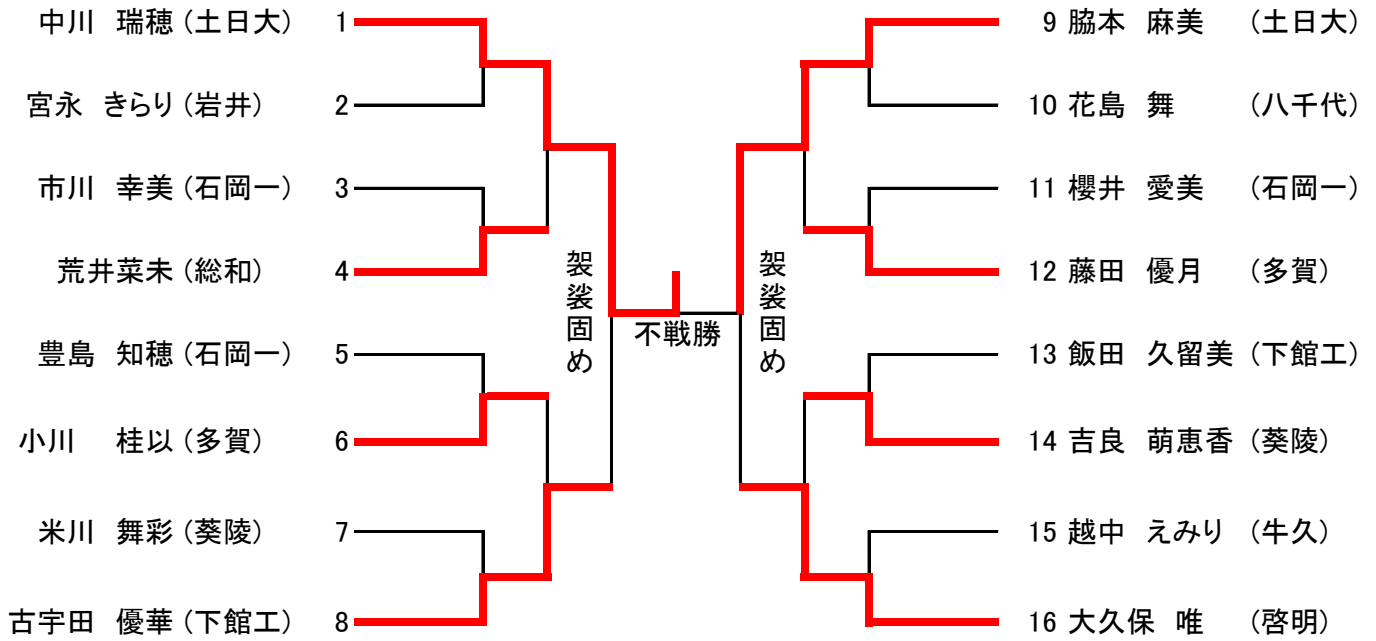 中川 瑞穂 (土日大) 1
宮永 きらり (岩井) 2
市川 幸美 (石岡一) 3
荒井菜未 (総和) 4
豊島 知穂 (石岡一) 5
小川 桂以 (多賀) 6
米川 舞彩 (葵陵) 7
古宇田 優華 (下館工) 8
袈裟固め
不戦勝
袈裟固め
9 脇本 麻美 (土日大)
10 花島 舞 (八千代)
11 櫻井 愛美 (石岡一)
12 藤田 優月 (多賀)
13 飯田 久留美 (下館工)
14 吉良 萌恵香 (葵陵)
15 越中 えみり (牛久)
16 大久保 唯 (啓明)